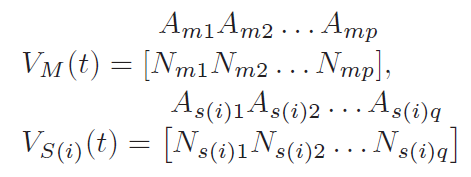 A_{m1} A_{m2} … A_{mp}
V_M(t) = [N_{m1} N_{m2} … N_{mp}],
A_{s(i)1} A_{s(i)2} … A_{s(i)q}
V_{S(i)}(t) = [N_{s(i)1} N_{s(i)2} … N_{s(i)q}]